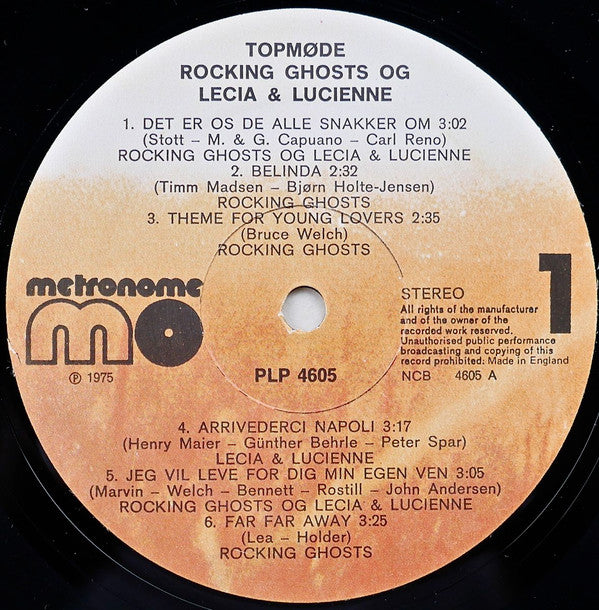 TOPMØDE
ROCKING GHOSTS OG
LECIA & LUCIENNE
1. DET ER OS DE ALLE SNAKKER OM 3:02
(Stott – M. & G. Capuano – Carl Reno)
ROCKING GHOSTS OG LECIA & LUCIENNE
2. BELINDA 2:32
(Timm Madsen – Bjørn Holte-Jensen)
ROCKING GHOSTS
3. THEME FOR YOUNG LOVERS 2:35
(Bruce Welch)
ROCKING GHOSTS
metronome
mo
℗ 1975
PLP 4605
1
STEREO
All rights of the manufacturer
and of the owner of the
recorded work reserved.
Unauthorised public performance
broadcasting and copying of this
record prohibited. Made in England
NCB 4605 A
4. ARRIVEDERCI NAPOLI 3:17
(Henry Maier – Günther Behrle – Peter Spar)
LECIA & LUCIENNE
5. JEG VIL LEVE FOR DIG MIN EGEN VEN 3:05
(Marvin – Welch – Bennett – Rostill – John Andersen)
ROCKING GHOSTS OG LECIA & LUCIENNE
6. FAR FAR AWAY 3:25
(Lea – Holder)
ROCKING GHOSTS